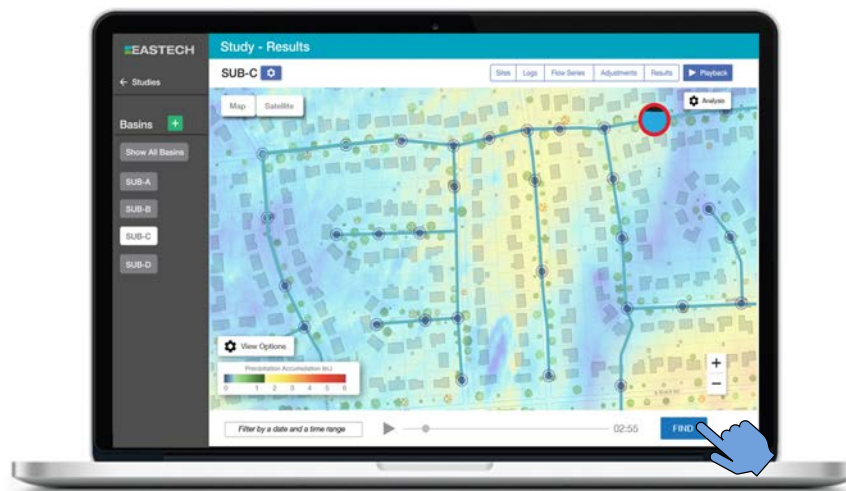 EASTECH
Study - Results
← Studies
SUB-C
Sites
Logs
Flow Series
Adjustments
Results
Playback
Map
Satellite
Analysis
Basins +
Show All Basins
SUB-A
SUB-B
SUB-C
SUB-D
View Options
Precipitation Accumulation (in.)
0 1 2 3 4 5 6
+
−
Filter by a date and a time range
02:55
FIND